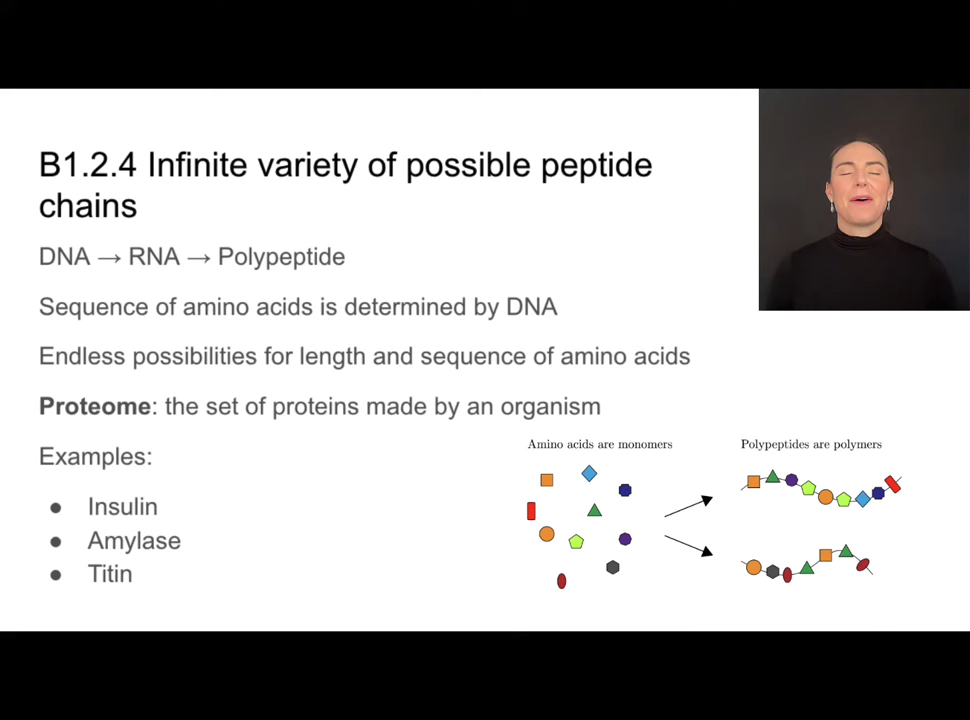 B1.2.4 Infinite variety of possible peptide
chains
DNA → RNA → Polypeptide
Sequence of amino acids is determined by DNA
Endless possibilities for length and sequence of amino acids
Proteome: the set of proteins made by an organism
Examples:
● Insulin
● Amylase
● Titin
Amino acids are monomers
Polypeptides are polymers